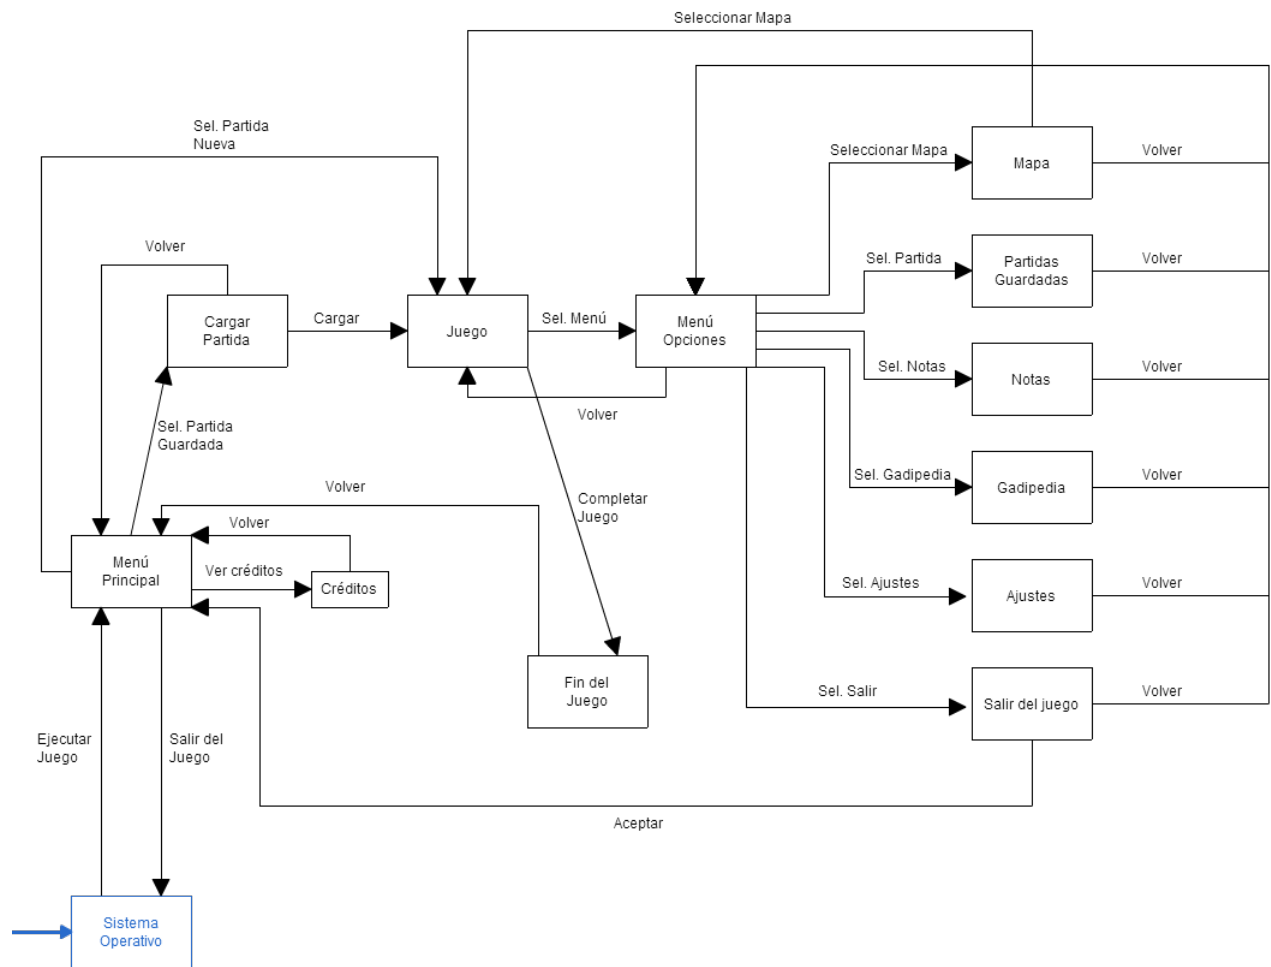 Seleccionar Mapa
Sel. Partida
Nueva
Seleccionar Mapa
Mapa
Volver
Volver
Sel. Partida
Partidas
Guardadas
Volver
Cargar
Partida
Cargar
Juego
Sel. Menú
Menú
Opciones
Sel. Notas
Notas
Volver
Volver
Sel. Partida
Guardada
Sel. Gadipedia
Gadipedia
Volver
Volver
Completar
Juego
Volver
Menú
Principal
Ver créditos
Créditos
Sel. Ajustes
Ajustes
Volver
Fin del
Juego
Sel. Salir
Salir del juego
Volver
Ejecutar
Juego
Salir del
Juego
Aceptar
Sistema
Operativo